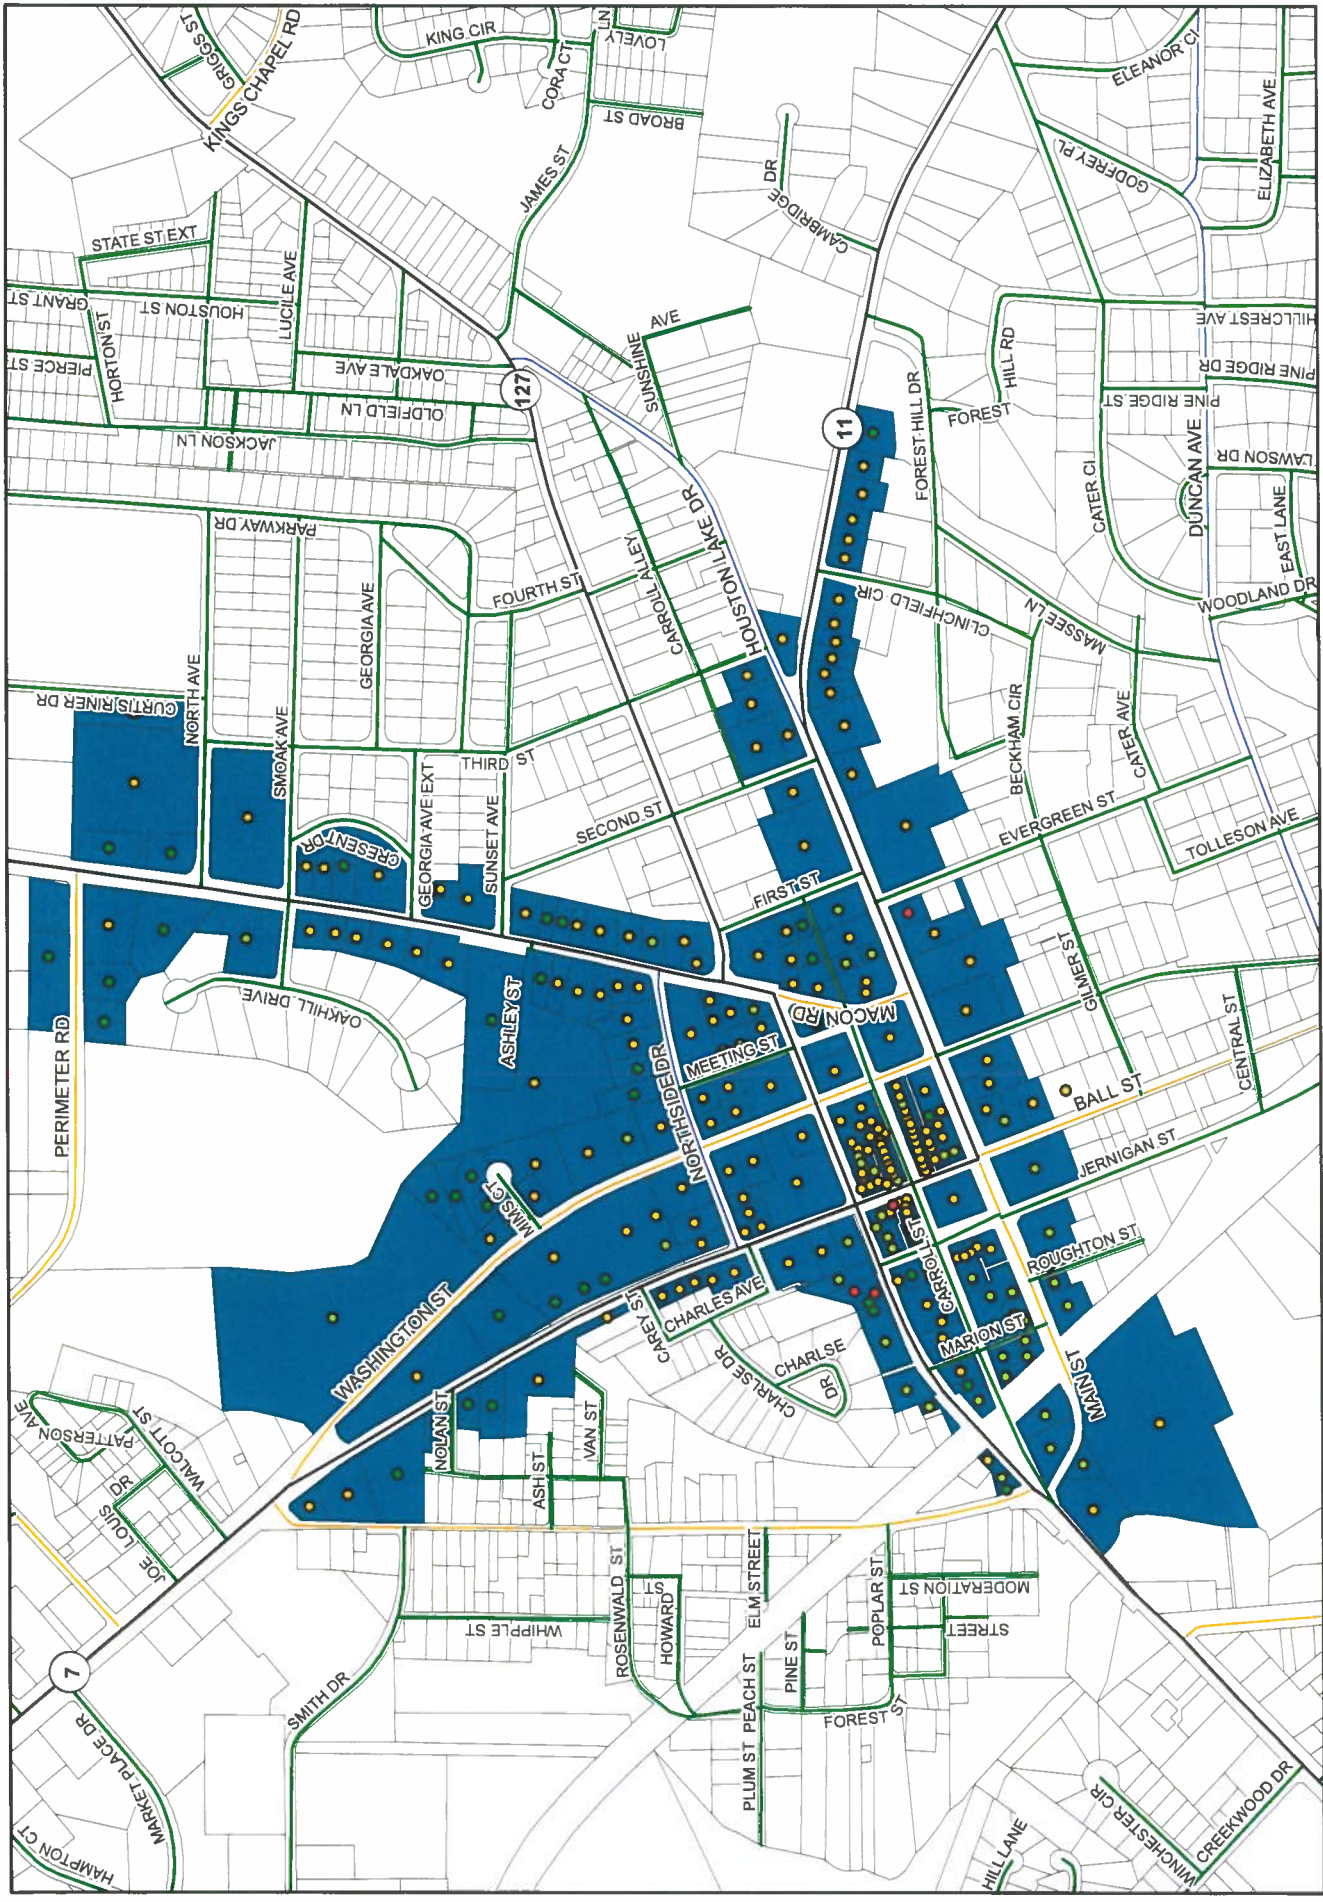 GRIGGS ST
KINGS CHAPEL RD
KING CIR
CORA CT
LOVELY LN
BROAD ST
JAMES ST
ELEANOR CI
ELIZABETH AVE
GODFREY PL
CAMBRIDGE DR
STATE ST EXT
GRANT ST
HOUSTON ST
LUCILE AVE
HORTON ST
PIERCE ST
OAKDALE AVE
OLDFIELD LN
JACKSON LN
127
SUNSHINE AVE
HILLCREST AVE
PINE RIDGE DR
PINE RIDGE ST
HILL RD
FOREST
FOREST HILL DR
11
CATER CI
DUNCAN AVE
LAWSON DR
EAST LANE
WOODLAND DR
PARKWAY DR
GEORGIA AVE
FOURTH ST
CARROLL ALLEY
HOUSTON LAKE DR
CLINCHFIELD CIR
MASSEE LN
BECKHAM CIR
CATER AVE
CURTIS RINER DR
NORTH AVE
SMOAK AVE
THIRD ST
SECOND ST
CRESENT DR
GEORGIA AVE EXT
SUNSET AVE
FIRST ST
EVERGREEN ST
TOLLESON AVE
GILMER ST
CENTRAL ST
PERIMETER RD
OAKHILL DRIVE
ASHLEY ST
NORTHSIDE DR
MEETING ST
MACON RD
BALL ST
JERNIGAN ST
MIMS CT
WASHINGTON ST
CAREY ST
CHARLES AVE
CHARLSE DR
CHARLSE DR
CARROLL ST
ROUGHTON ST
MARION ST
MAIN ST
PATTERSON AVE
WALCOTT ST
JOE LOUIS DR
NOLAN ST
ASH ST
VAN ST
7
MARKET PLACE DR
HAMPTON CT
SMITH DR
WHIPPLE ST
ROSENWALD ST
HOWARD ST
ELM STREET
POPLAR ST
MODERATION ST
STREET
PINE ST
PEACH ST
PLUM ST
FOREST ST
HILL LANE
WINCHESTER CIR
CREEKWOOD DR